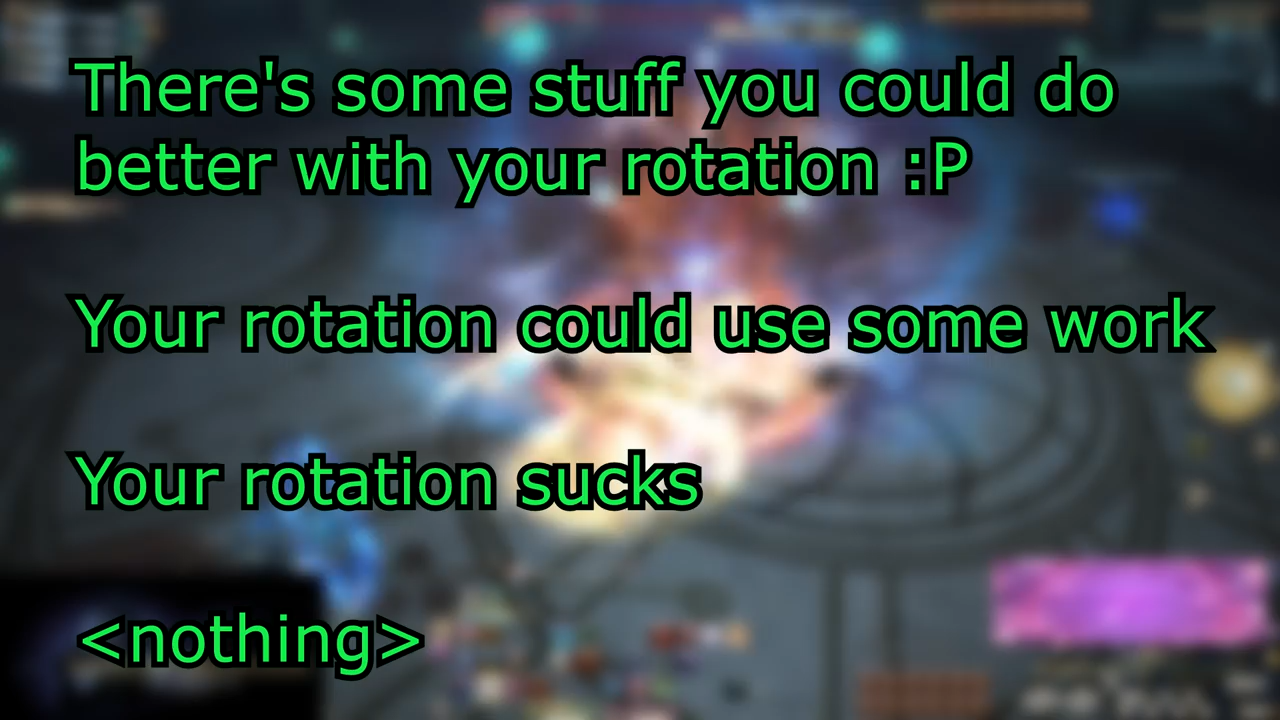 There's some stuff you could do
better with your rotation :P
Your rotation could use some work
Your rotation sucks
<nothing>